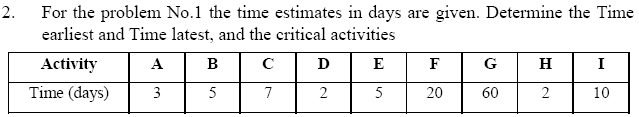 2. For the problem No.1 the time estimates in days are given. Determine the Time
earliest and Time latest, and the critical activities
Activity A B C D E F G H I
Time (days) 3 5 7 2 5 20 60 2 10